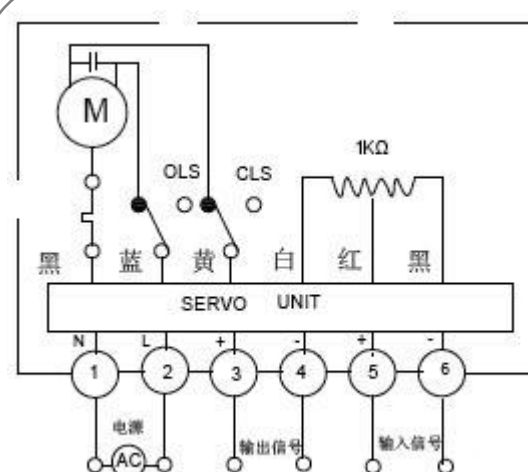 M
OLS
CLS
1KΩ
黑 蓝 黄 白 红 黑
SERVO UNIT
N L + - + -
1 2 3 4 5 6
电源
AC
输出信号
输入信号